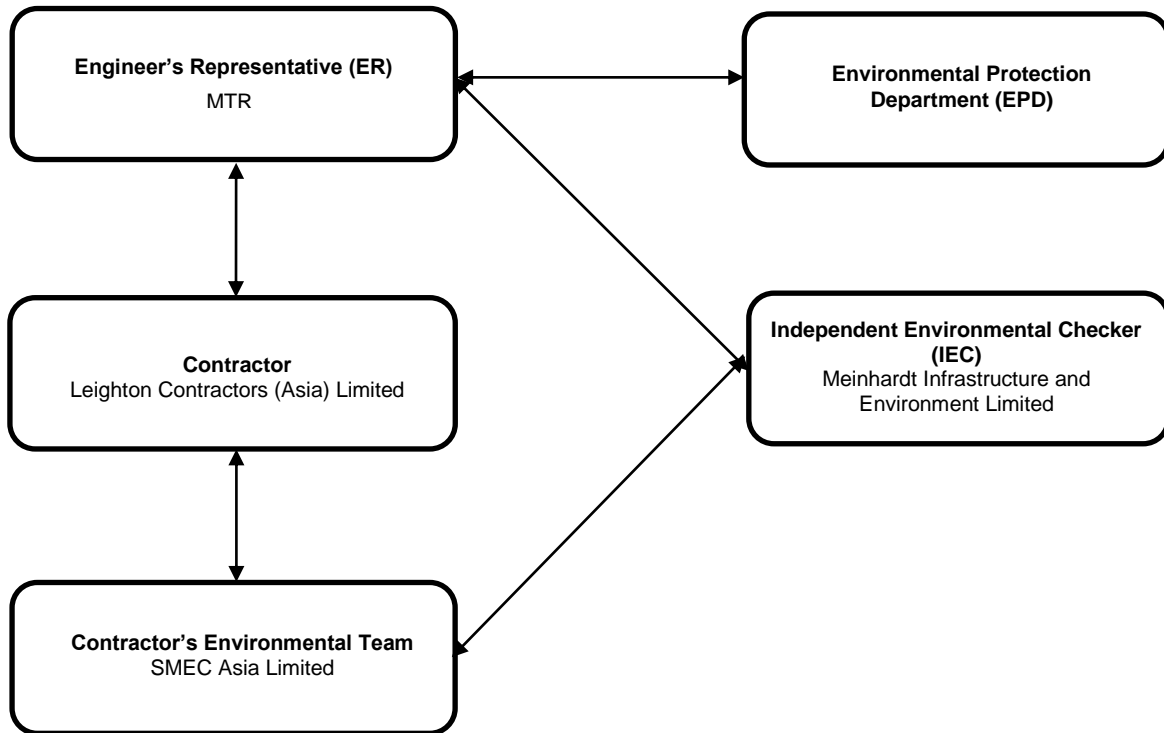 Engineer’s Representative (ER)
MTR
Environmental Protection
Department (EPD)
Contractor
Leighton Contractors (Asia) Limited
Independent Environmental Checker
(IEC)
Meinhardt Infrastructure and
Environment Limited
Contractor’s Environmental Team
SMEC Asia Limited